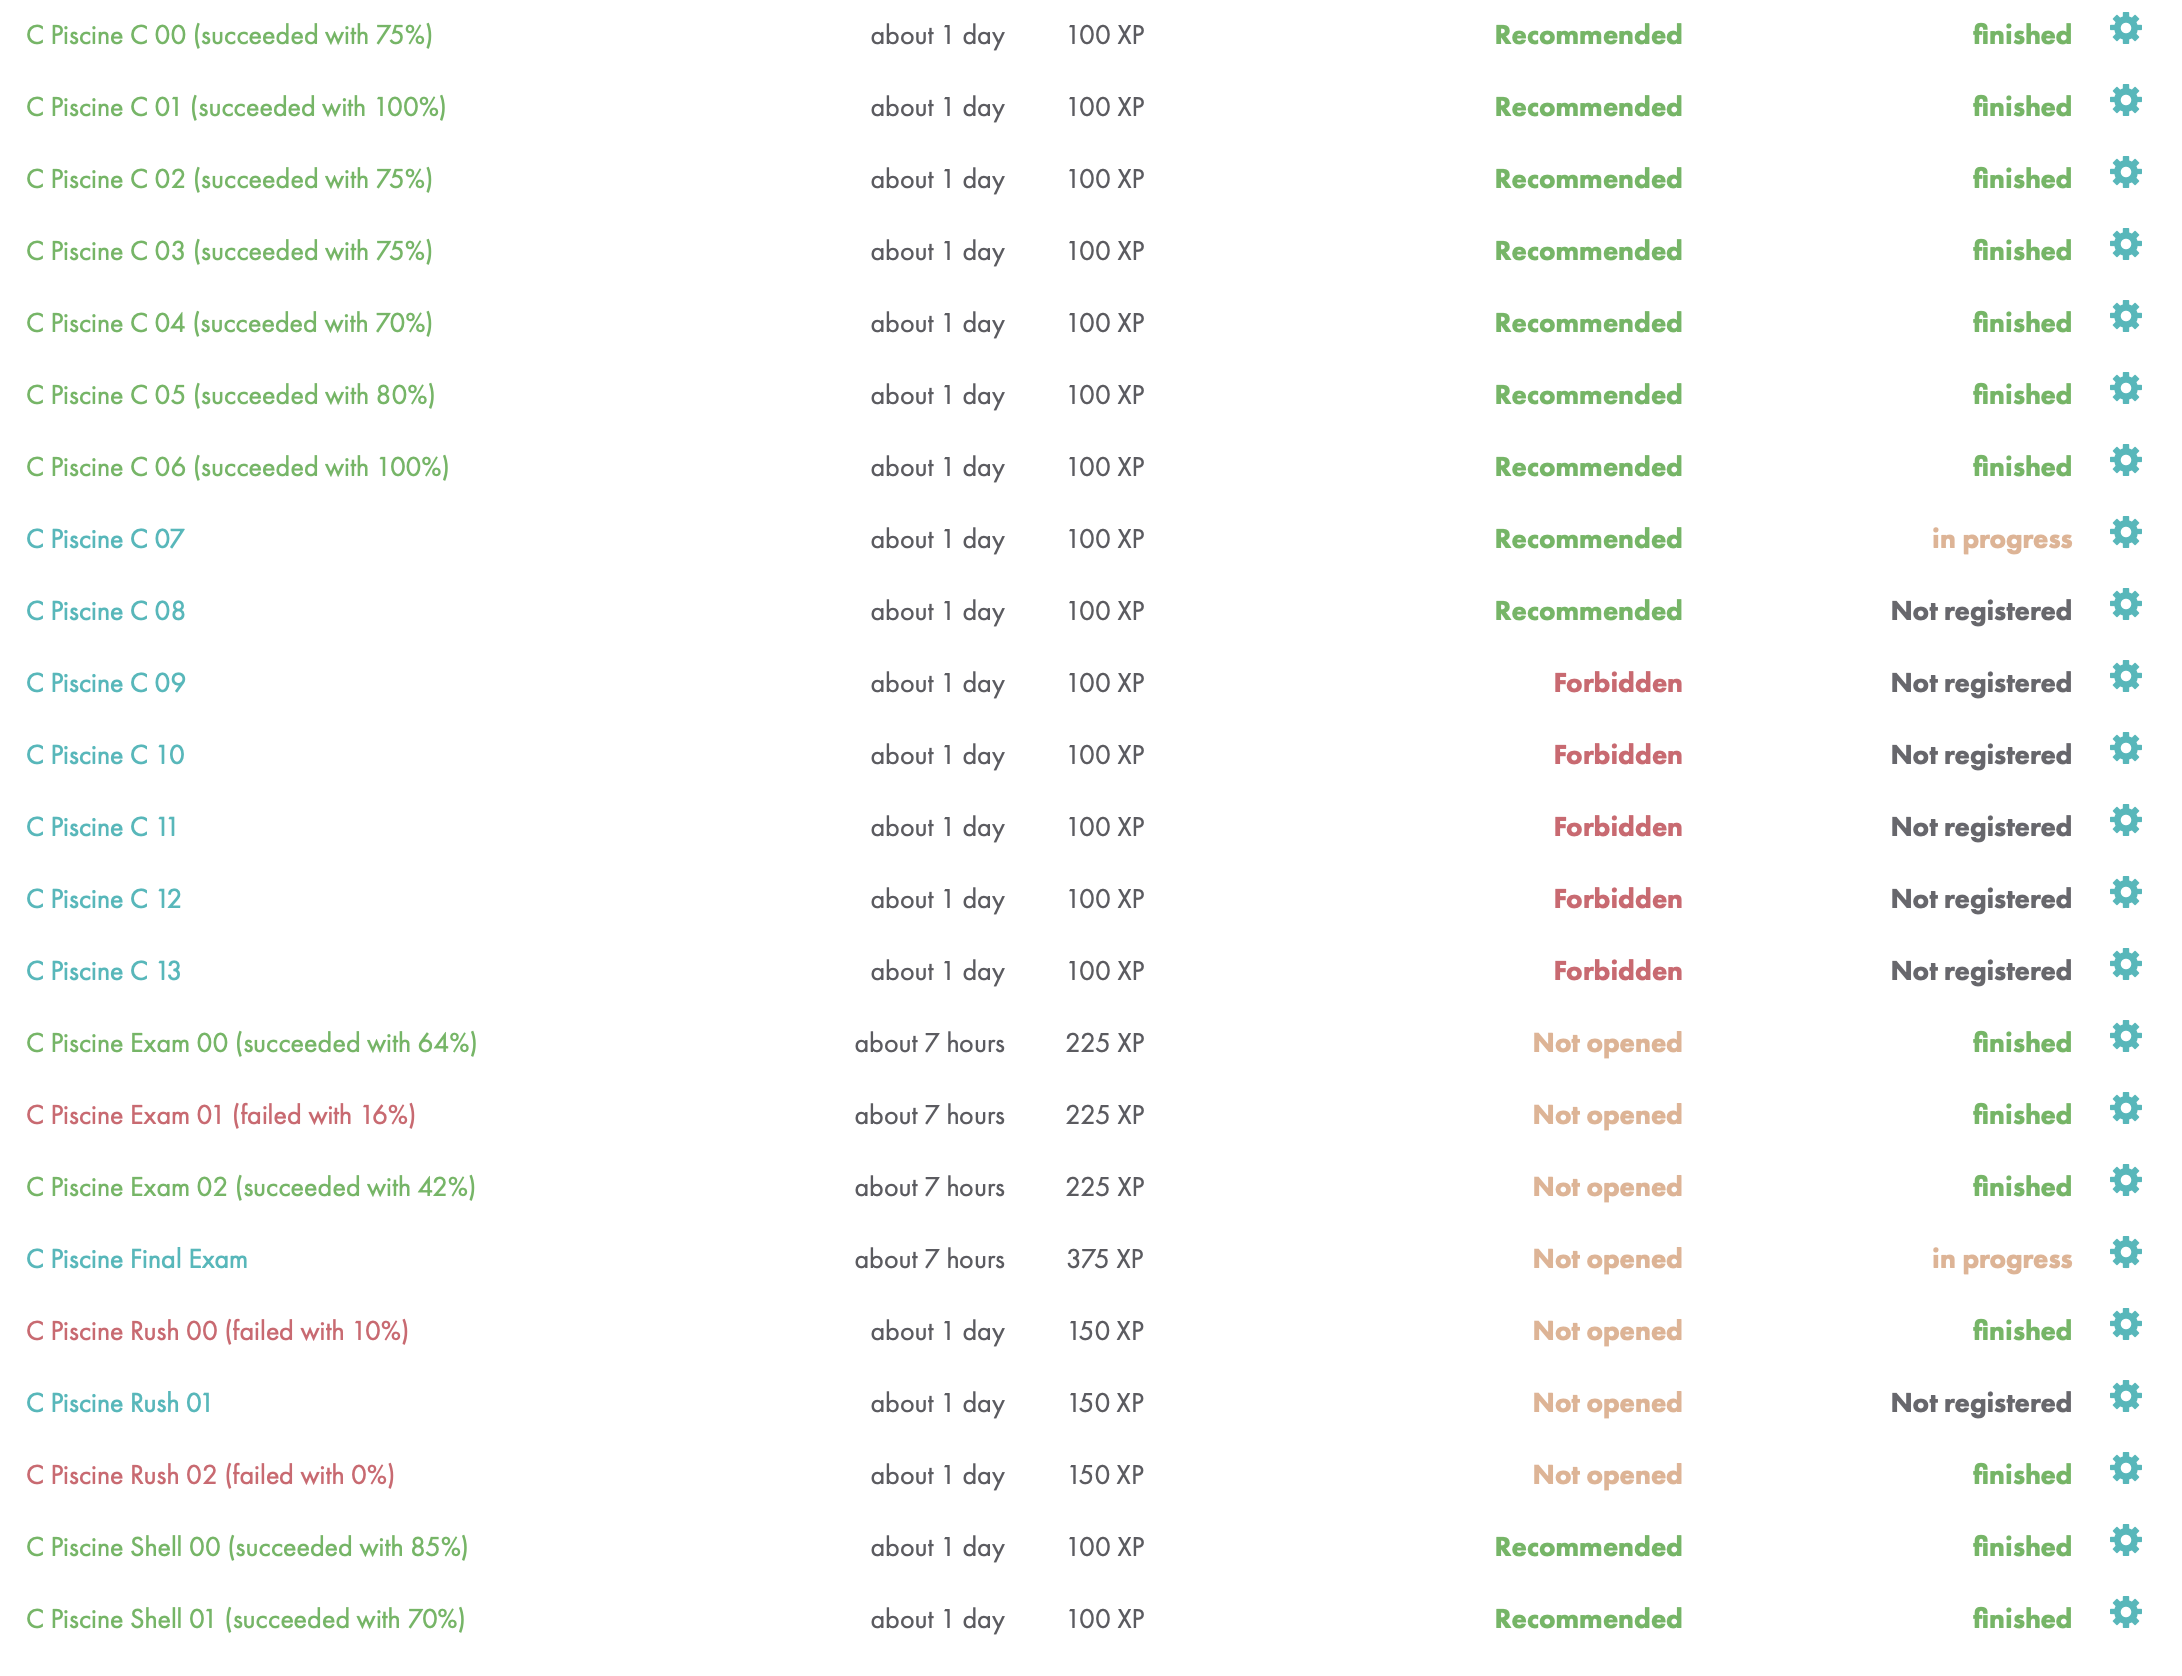 C Piscine C 00 (succeeded with 75%) about 1 day 100 XP Recommended finished
C Piscine C 01 (succeeded with 100%) about 1 day 100 XP Recommended finished
C Piscine C 02 (succeeded with 75%) about 1 day 100 XP Recommended finished
C Piscine C 03 (succeeded with 75%) about 1 day 100 XP Recommended finished
C Piscine C 04 (succeeded with 70%) about 1 day 100 XP Recommended finished
C Piscine C 05 (succeeded with 80%) about 1 day 100 XP Recommended finished
C Piscine C 06 (succeeded with 100%) about 1 day 100 XP Recommended finished
C Piscine C 07 about 1 day 100 XP Recommended in progress
C Piscine C 08 about 1 day 100 XP Recommended Not registered
C Piscine C 09 about 1 day 100 XP Forbidden Not registered
C Piscine C 10 about 1 day 100 XP Forbidden Not registered
C Piscine C 11 about 1 day 100 XP Forbidden Not registered
C Piscine C 12 about 1 day 100 XP Forbidden Not registered
C Piscine C 13 about 1 day 100 XP Forbidden Not registered
C Piscine Exam 00 (succeeded with 64%) about 7 hours 225 XP Not opened finished
C Piscine Exam 01 (failed with 16%) about 7 hours 225 XP Not opened finished
C Piscine Exam 02 (succeeded with 42%) about 7 hours 225 XP Not opened finished
C Piscine Final Exam about 7 hours 375 XP Not opened in progress
C Piscine Rush 00 (failed with 10%) about 1 day 150 XP Not opened finished
C Piscine Rush 01 about 1 day 150 XP Not opened Not registered
C Piscine Rush 02 (failed with 0%) about 1 day 150 XP Not opened finished
C Piscine Shell 00 (succeeded with 85%) about 1 day 100 XP Recommended finished
C Piscine Shell 01 (succeeded with 70%) about 1 day 100 XP Recommended finished